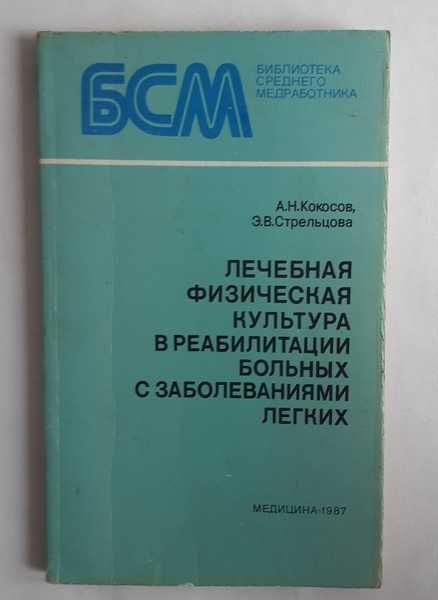 БСМ
БИБЛИОТЕКА
СРЕДНЕГО
МЕДРАБОТНИКА
А.Н.Кокосов,
Э.В.Стрельцова
ЛЕЧЕБНАЯ
ФИЗИЧЕСКАЯ
КУЛЬТУРА
В РЕАБИЛИТАЦИИ
БОЛЬНЫХ
С ЗАБОЛЕВАНИЯМИ
ЛЕГКИХ
МЕДИЦИНА·1987